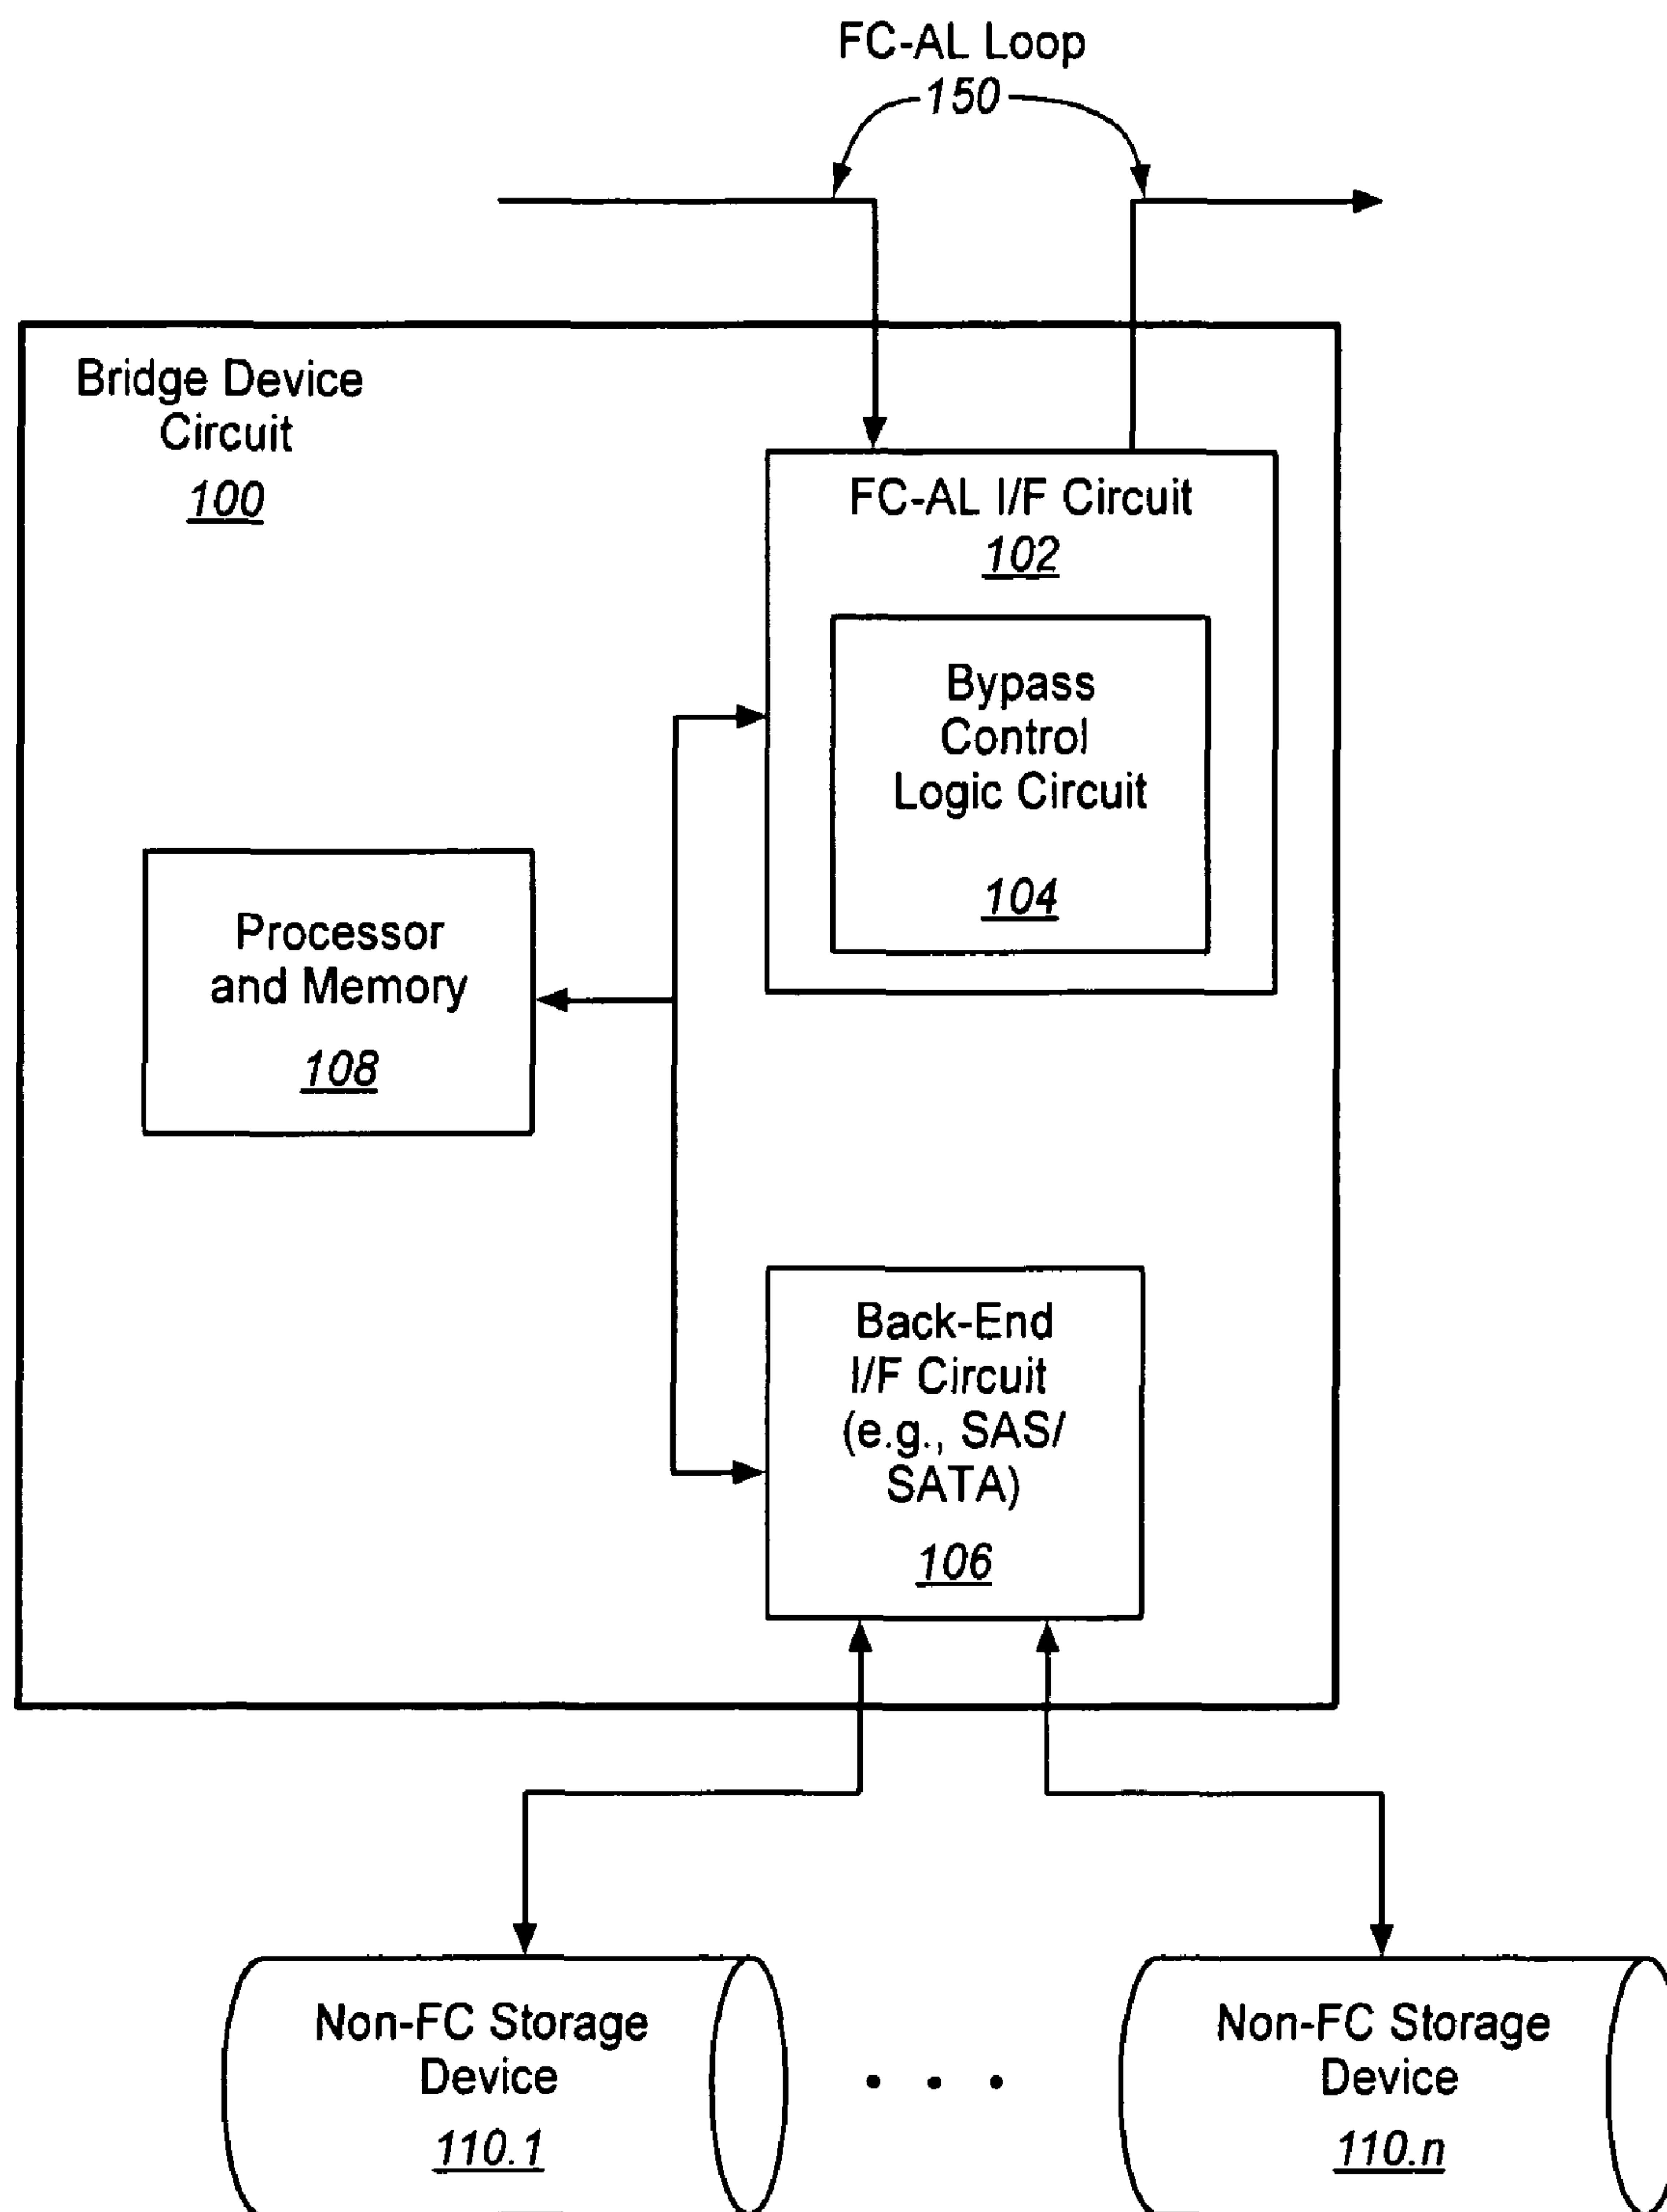 FC-AL Loop
150
Bridge Device
Circuit
100
FC-AL I/F Circuit
102
Bypass
Control
Logic Circuit
104
Processor
and Memory
108
Back-End
I/F Circuit
(e.g., SAS/
SATA)
106
Non-FC Storage
Device
110.1
• • •
Non-FC Storage
Device
110.n